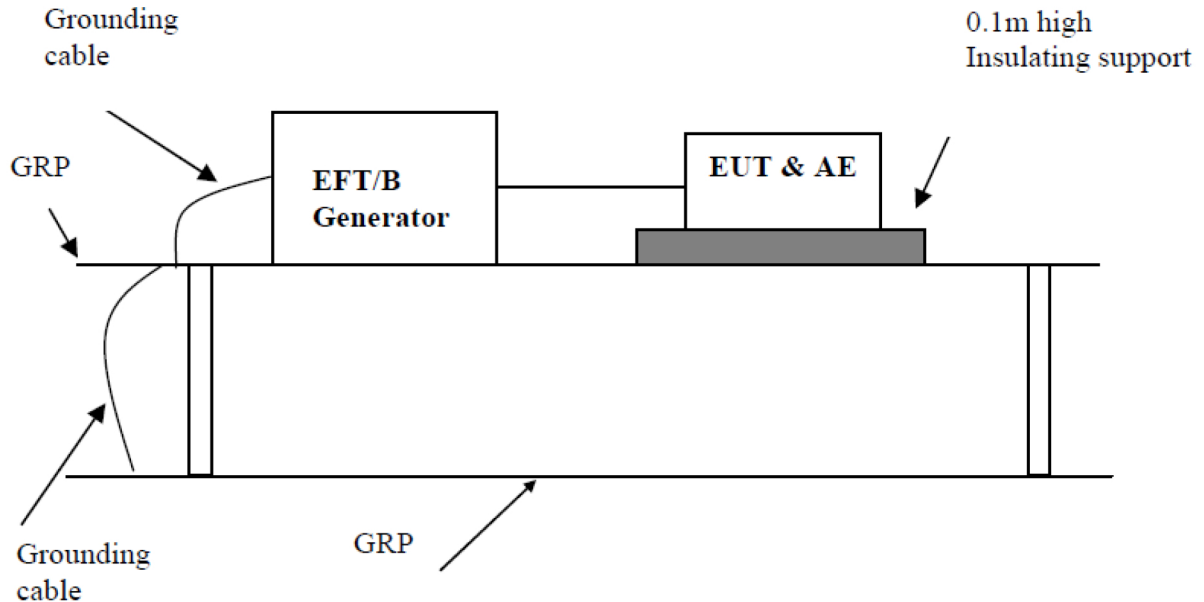 Grounding
cable
0.1m high
Insulating support
GRP
EFT/B
Generator
EUT & AE
Grounding
cable
GRP